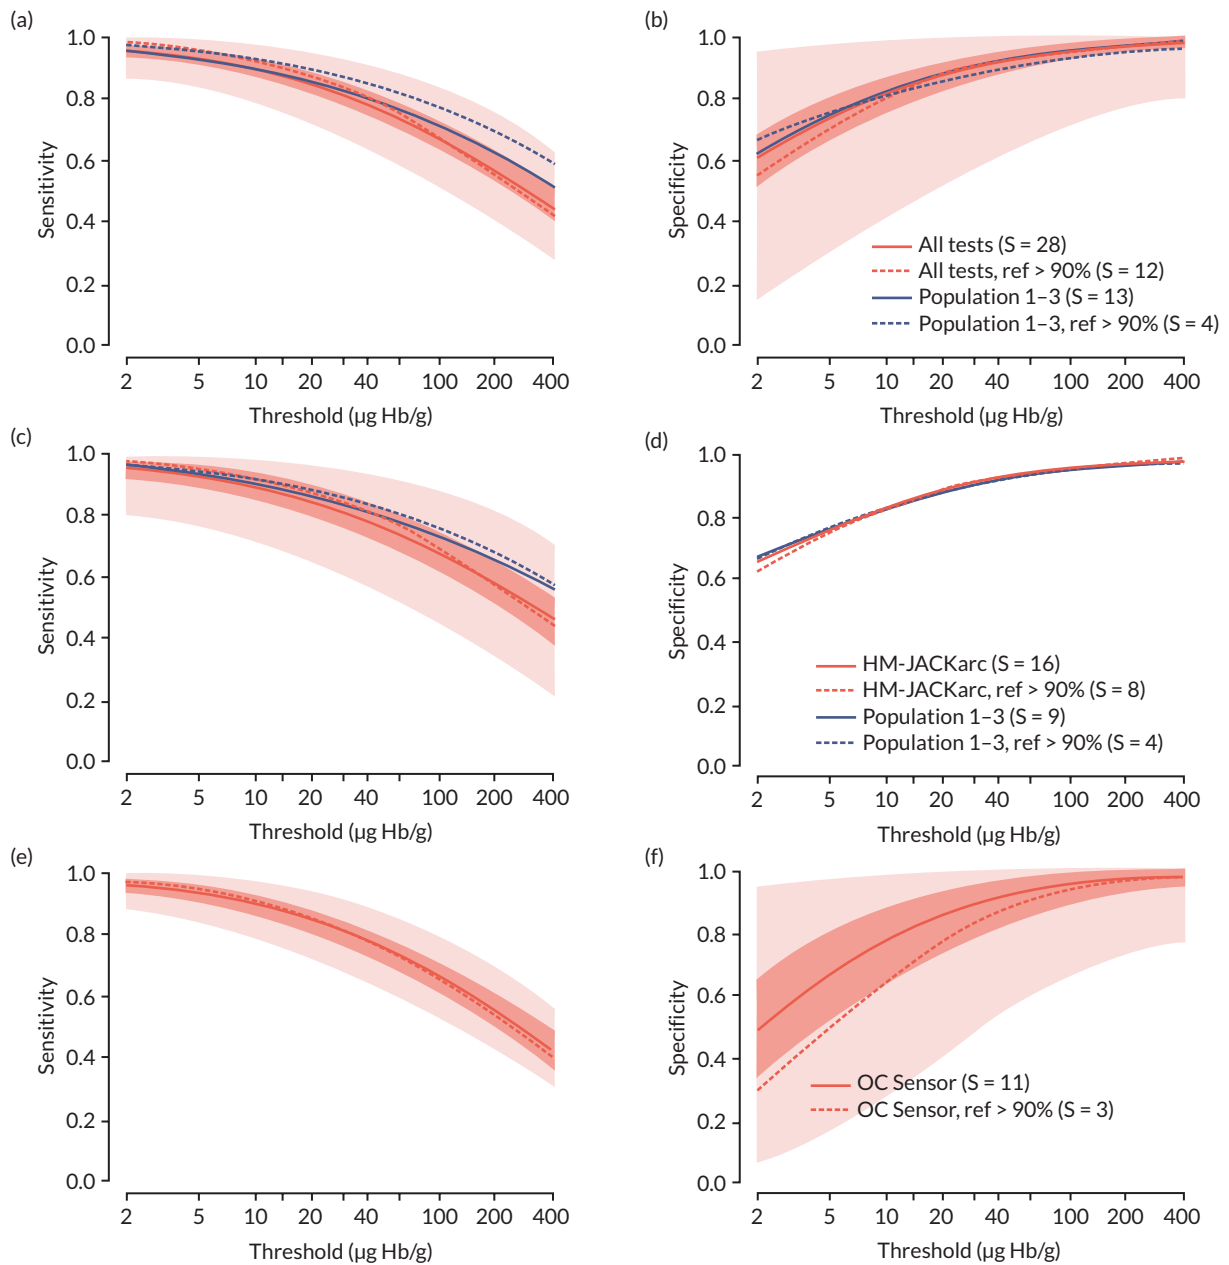 (a)
1.0
0.8
0.6
0.4
0.2
0.0
Sensitivity
2 5 10 20 40 100 200 400
Threshold (µg Hb/g)
(b)
1.0
0.8
0.6
0.4
0.2
0.0
Specificity
All tests (S = 28)
All tests, ref > 90% (S = 12)
Population 1–3 (S = 13)
Population 1–3, ref > 90% (S = 4)
2 5 10 20 40 100 200 400
Threshold (µg Hb/g)
(c)
1.0
0.8
0.6
0.4
0.2
0.0
Sensitivity
2 5 10 20 40 100 200 400
Threshold (µg Hb/g)
(d)
1.0
0.8
0.6
0.4
0.2
0.0
Specificity
HM-JACKarc (S = 16)
HM-JACKarc, ref > 90% (S = 8)
Population 1–3 (S = 9)
Population 1–3, ref > 90% (S = 4)
2 5 10 20 40 100 200 400
Threshold (µg Hb/g)
(e)
1.0
0.8
0.6
0.4
0.2
0.0
Sensitivity
2 5 10 20 40 100 200 400
Threshold (µg Hb/g)
(f)
1.0
0.8
0.6
0.4
0.2
0.0
Specificity
OC Sensor (S = 11)
OC Sensor, ref > 90% (S = 3)
2 5 10 20 40 100 200 400
Threshold (µg Hb/g)